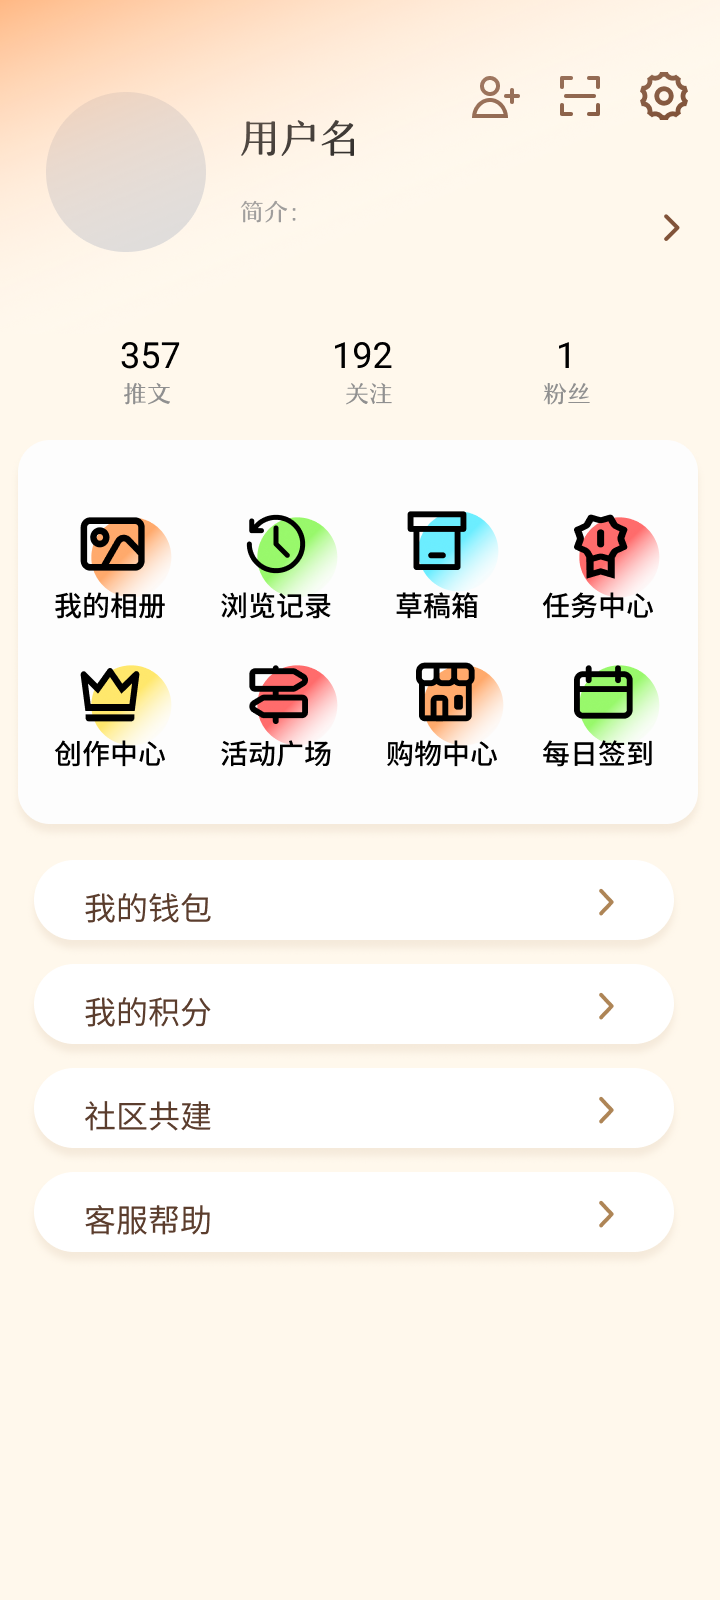 用户名
简介：
357 192 1
推文 关注 粉丝
我的相册 浏览记录 草稿箱 任务中心
创作中心 活动广场 购物中心 每日签到
我的钱包
我的积分
社区共建
客服帮助